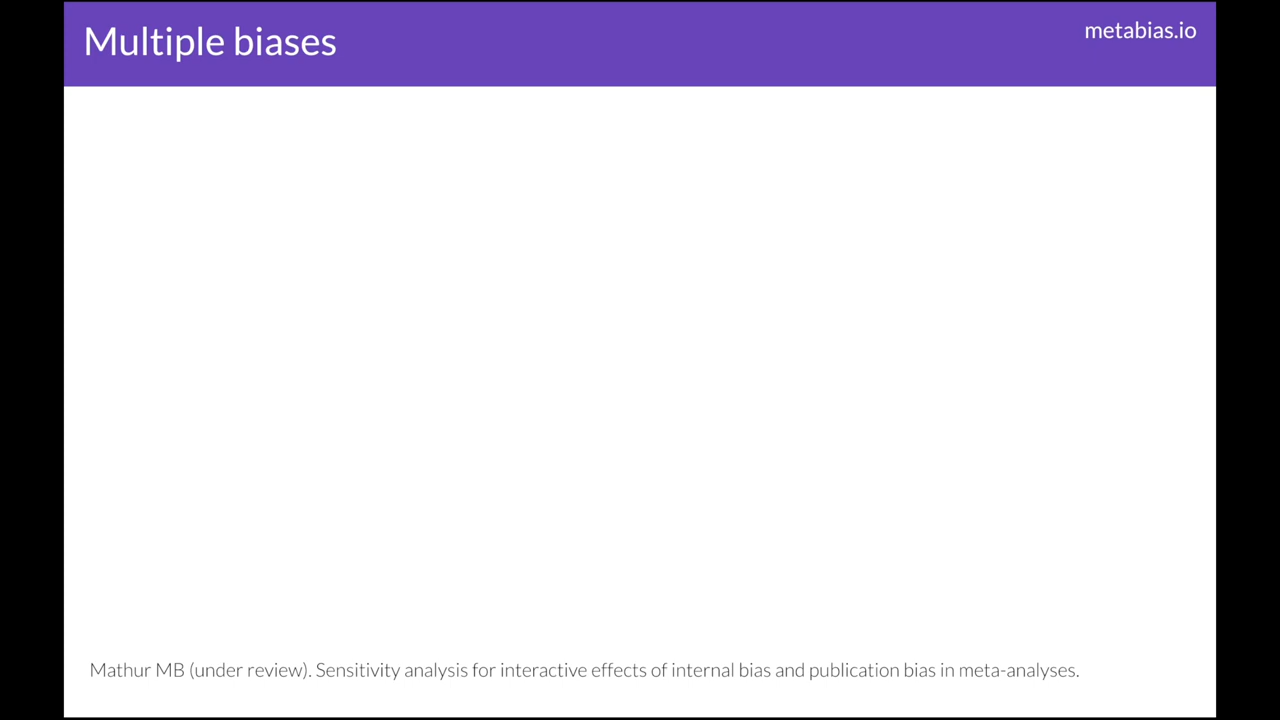 Multiple biases
metabias.io
Mathur MB (under review). Sensitivity analysis for interactive effects of internal bias and publication bias in meta-analyses.